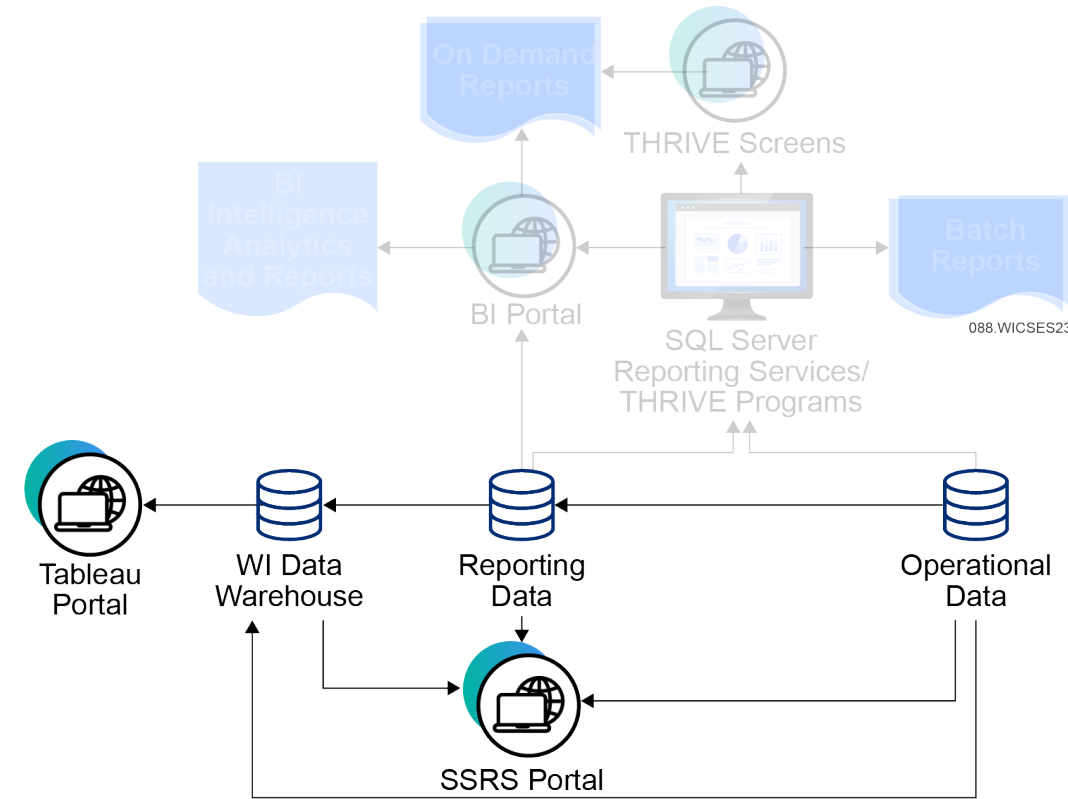 On Demand
Reports
THRIVE Screens
BI
Intelligence
Analytics
and Reports
BI Portal
Batch
Reports
088.WICSES23
SQL Server
Reporting Services/
THRIVE Programs
Tableau
Portal
WI Data
Warehouse
Reporting
Data
Operational
Data
SSRS Portal